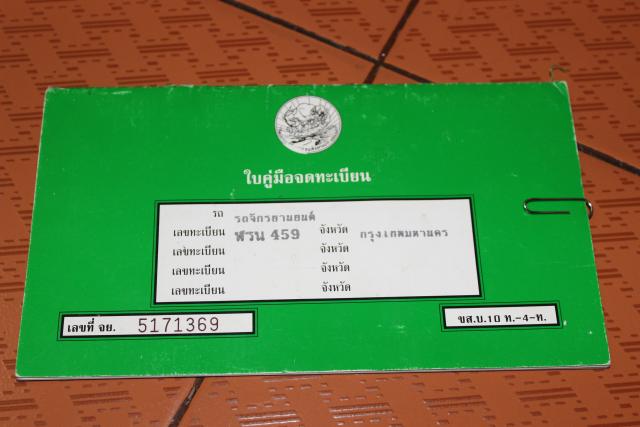 ใบคู่มือจดทะเบียน
รถ รถจักรยานยนต์
เลขทะเบียน ฬรน 459 จังหวัด กรุงเทพมหานคร
เลขทะเบียน จังหวัด
เลขทะเบียน จังหวัด
เลขทะเบียน จังหวัด
เลขที่ จย. 5171369
ขส.บ.10 ท.-4-ท.